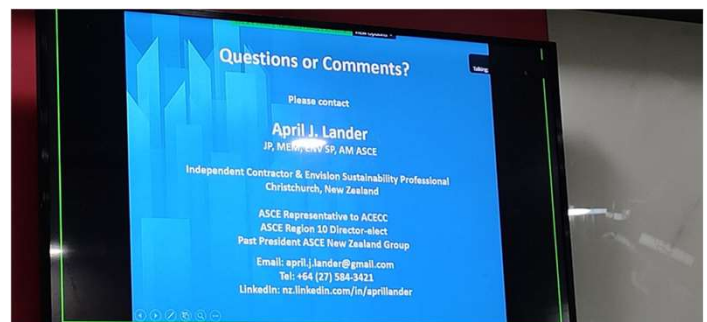 Talking:
Questions or Comments?
Please contact
April J. Lander
JP, MEM, ENV SP, AM ASCE
Independent Contractor & Envision Sustainability Professional
Christchurch, New Zealand
ASCE Representative to ACECC
ASCE Region 10 Director-elect
Past President ASCE New Zealand Group
Email: april.j.lander@gmail.com
Tel: +64 (27) 584-3421
LinkedIn: nz.linkedin.com/in/aprillander